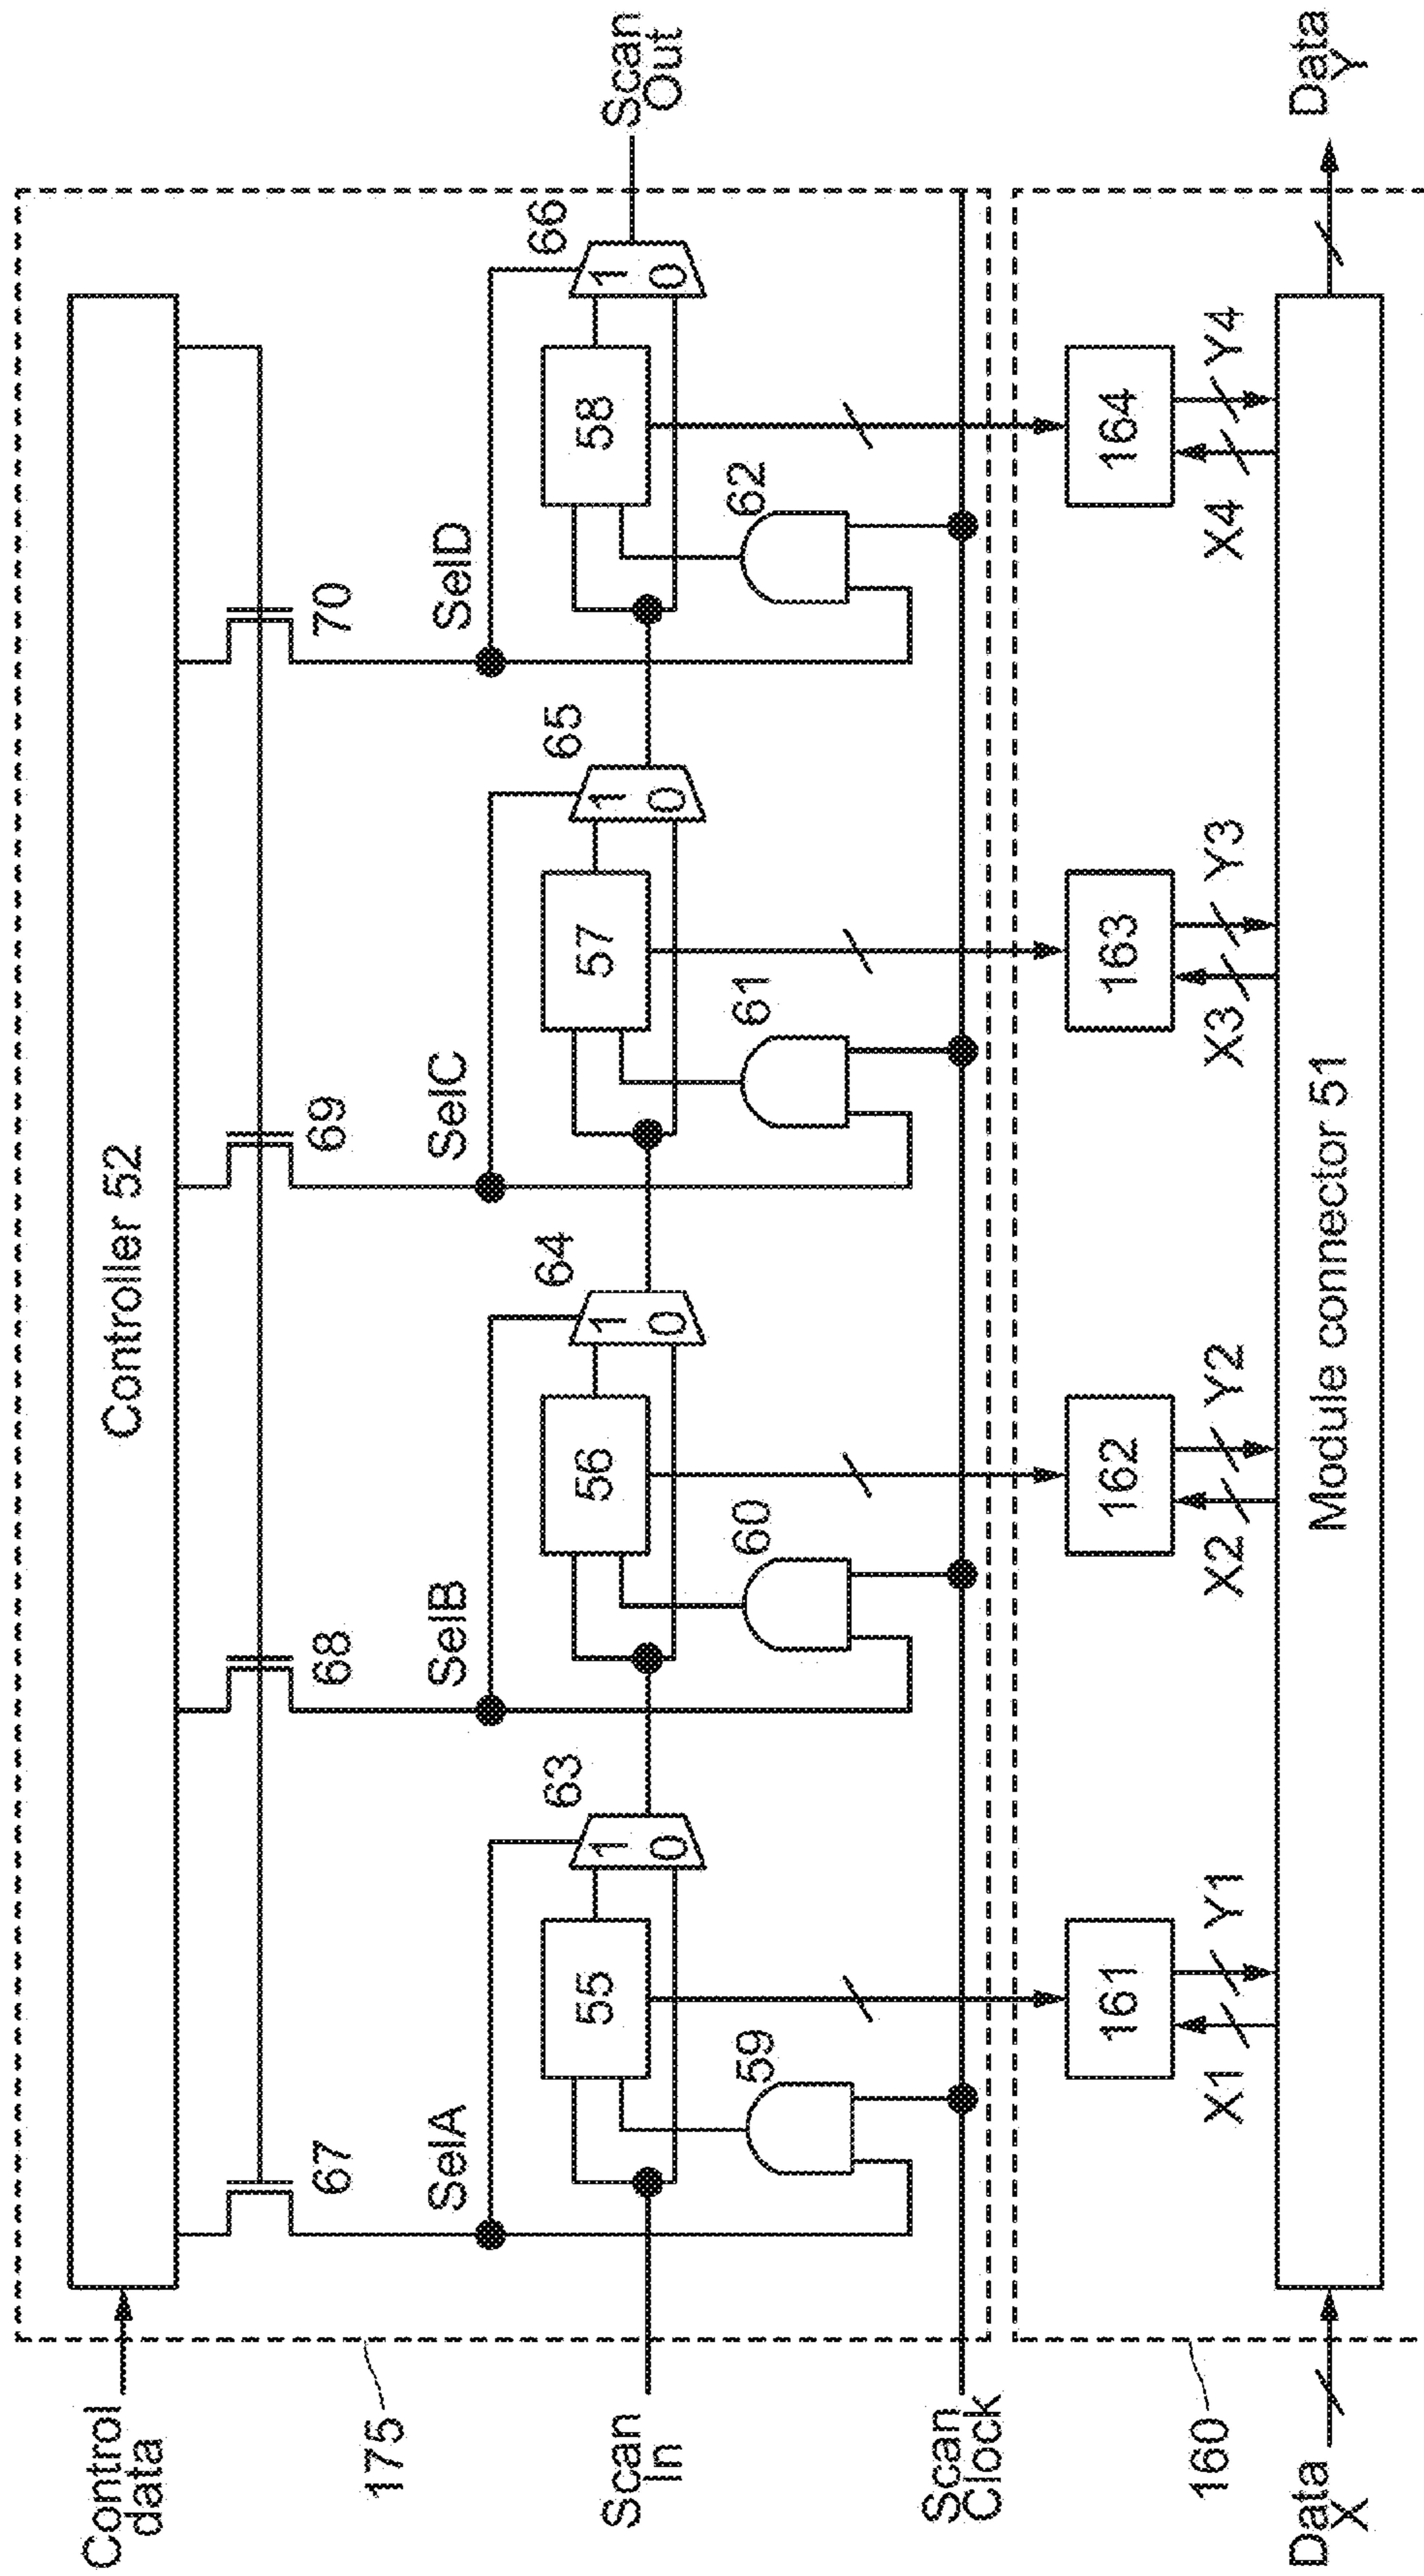 Control
data
Controller 52
175
67
68
69
70
SelA
SelB
SelC
SelD
Scan
In
55
63
1
0
56
64
1
0
57
65
1
0
58
66
1
0
Scan
Out
59
60
61
62
Scan
Clock
160
161
162
163
164
X1
Y1
X2
Y2
X3
Y3
X4
Y4
Data
X
Module connector 51
Data
Y